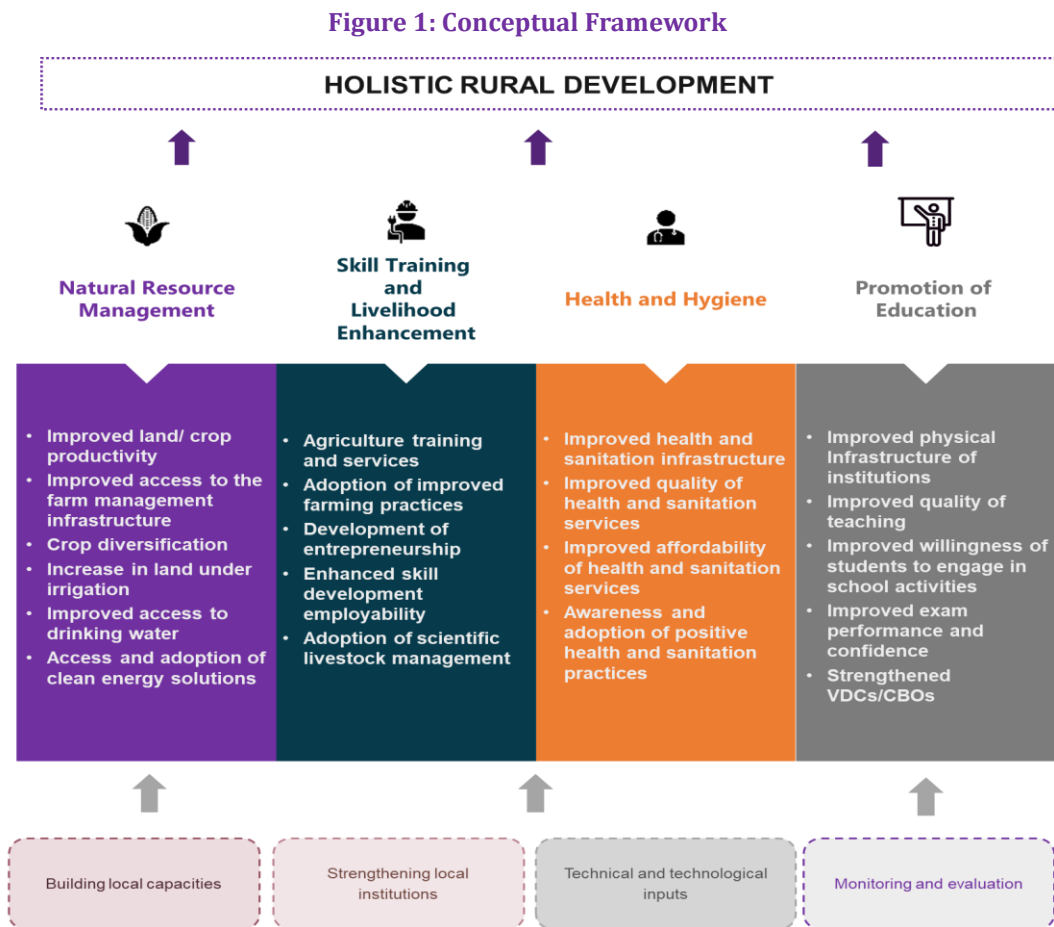 Figure 1: Conceptual Framework
HOLISTIC RURAL DEVELOPMENT
Natural Resource
Management
Skill Training
and
Livelihood
Enhancement
Health and Hygiene
Promotion of
Education
• Improved land/ crop
productivity
• Improved access to the
farm management
infrastructure
• Crop diversification
• Increase in land under
irrigation
• Improved access to
drinking water
• Access and adoption of
clean energy solutions
• Agriculture training
and services
• Adoption of improved
farming practices
• Development of
entrepreneurship
• Enhanced skill
development
employability
• Adoption of scientific
livestock management
• Improved health and
sanitation infrastructure
• Improved quality of
health and sanitation
services
• Improved affordability
of health and sanitation
services
• Awareness and
adoption of positive
health and sanitation
practices
• Improved physical
Infrastructure of
institutions
• Improved quality of
teaching
• Improved willingness of
students to engage in
school activities
• Improved exam
performance and
confidence
• Strengthened
VDCs/CBOs
Building local capacities
Strengthening local
institutions
Technical and technological
inputs
Monitoring and evaluation